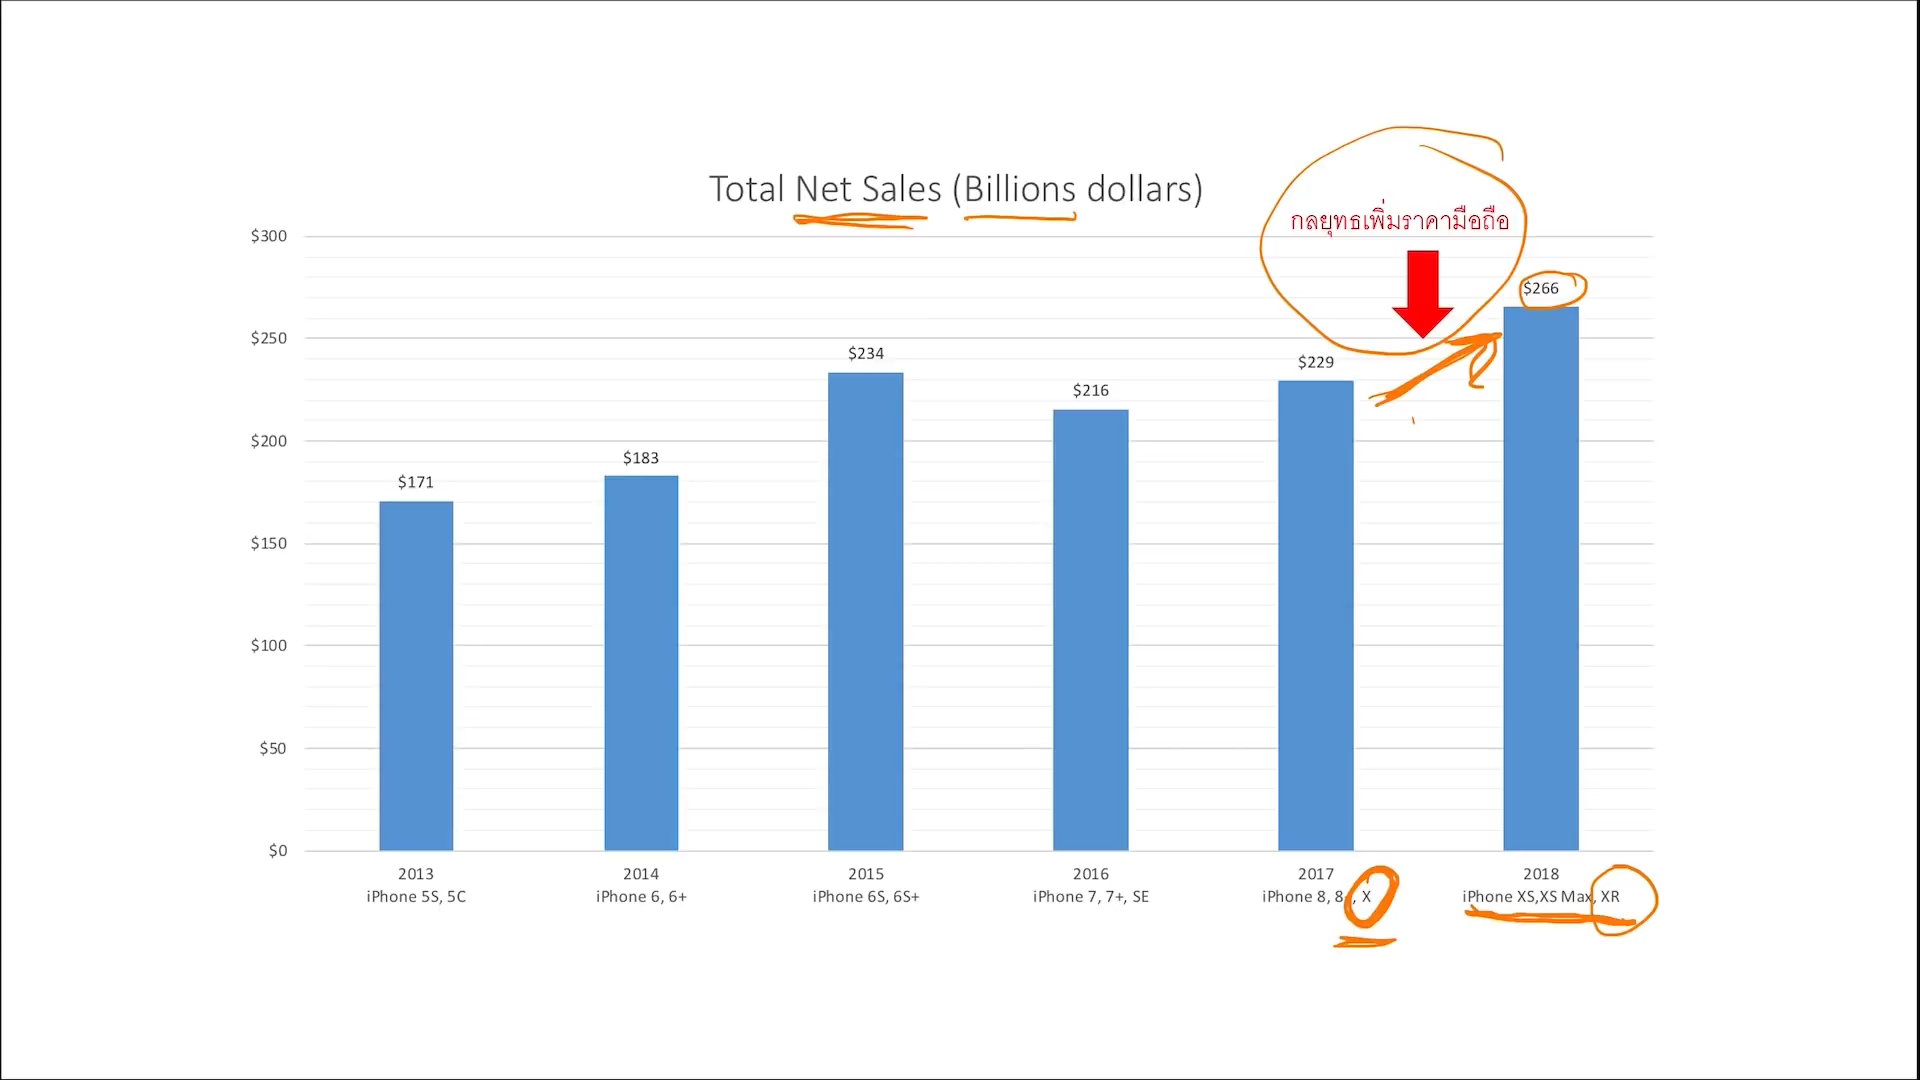 Total Net Sales (Billions dollars)
กลยุทธเพิ่มราคามือถือ
$300
$250
$200
$150
$100
$50
$0
$171
$183
$234
$216
$229
$266
2013
iPhone 5S, 5C
2014
iPhone 6, 6+
2015
iPhone 6S, 6S+
2016
iPhone 7, 7+, SE
2017
iPhone 8, 8+, X
2018
iPhone XS,XS Max, XR